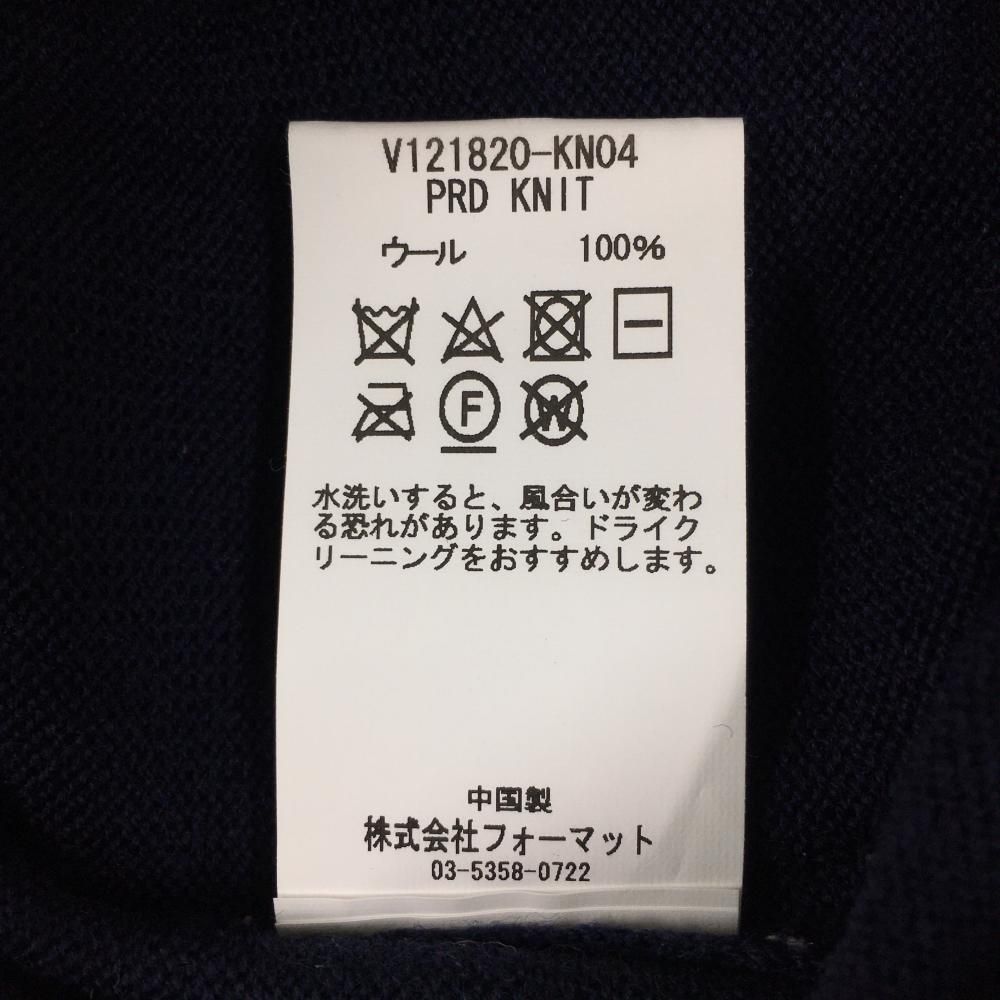 V121820-KN04
PRD KNIT
ウール 100%
F
W
水洗いすると、風合いが変わ
る恐れがあります。ドライク
リーニングをおすすめします。
中国製
株式会社フォーマット
03-5358-0722